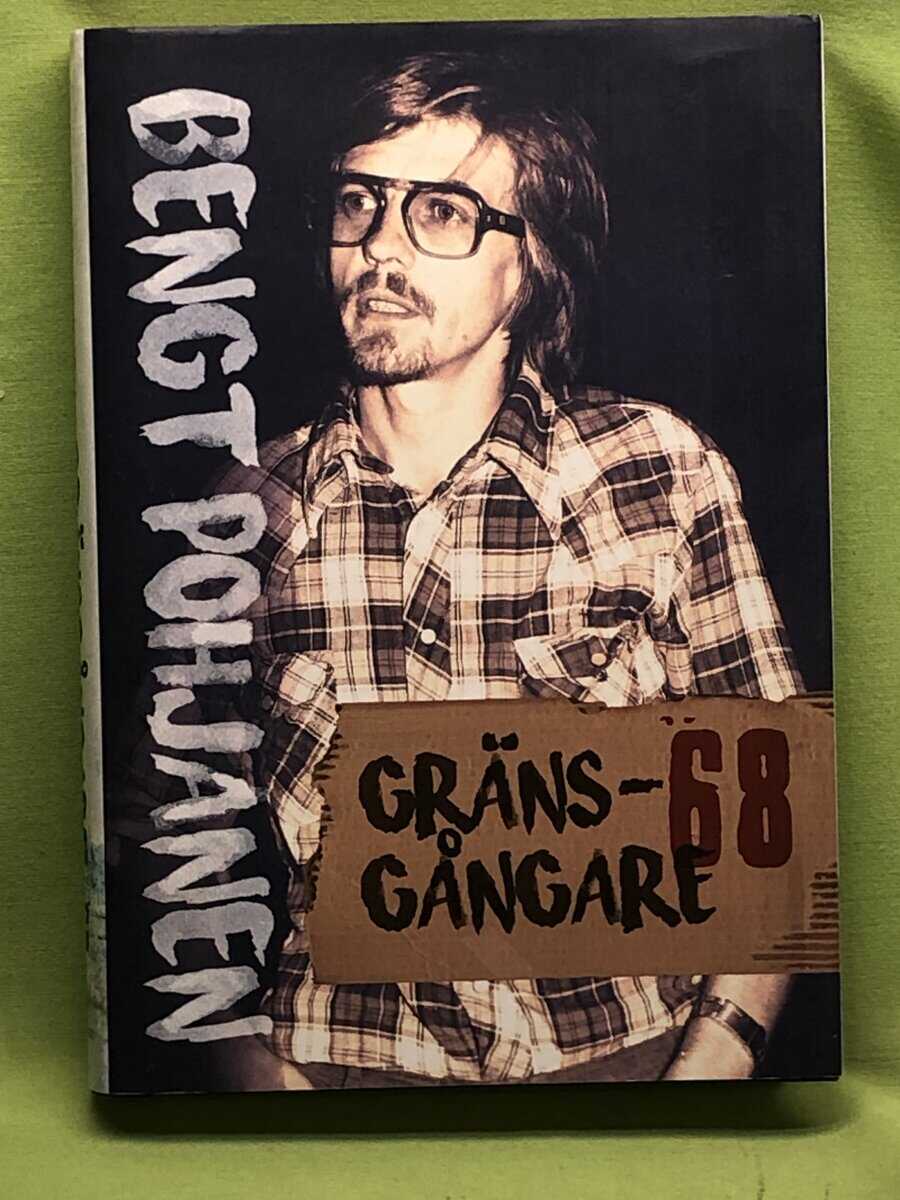 BENGT POHJANEN
GRÄNS-
GÅNGARE
68